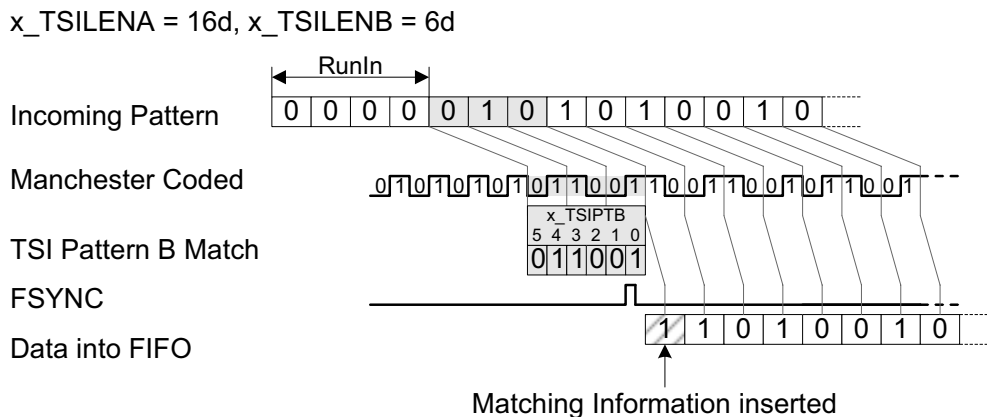 x_TSILENA = 16d, x_TSILENB = 6d
RunIn
Incoming Pattern 0 0 0 0 0 1 0 1 0 1 0 0 1 0
Manchester Coded 0 1 0 1 0 1 0 1 0 1 1 0 0 1 1 0 0 1 1 0 0 1 0 1 1 0 0 1
x_TSIPTB
5 4 3 2 1 0
TSI Pattern B Match 0 1 1 0 0 1
FSYNC
Data into FIFO 1 1 0 1 0 0 1 0
Matching Information inserted